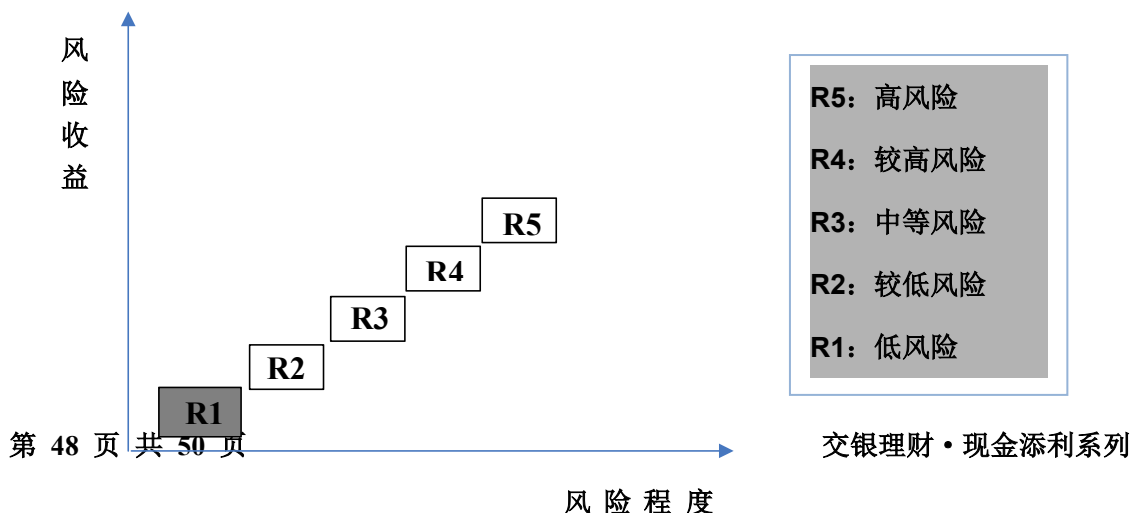 风
险
收
益
R5：高风险
R4：较高风险
R3：中等风险
R2：较低风险
R1：低风险
R5
R4
R3
R2
R1
第 48 页 共 50 页
交银理财·现金添利系列
风 险 程 度